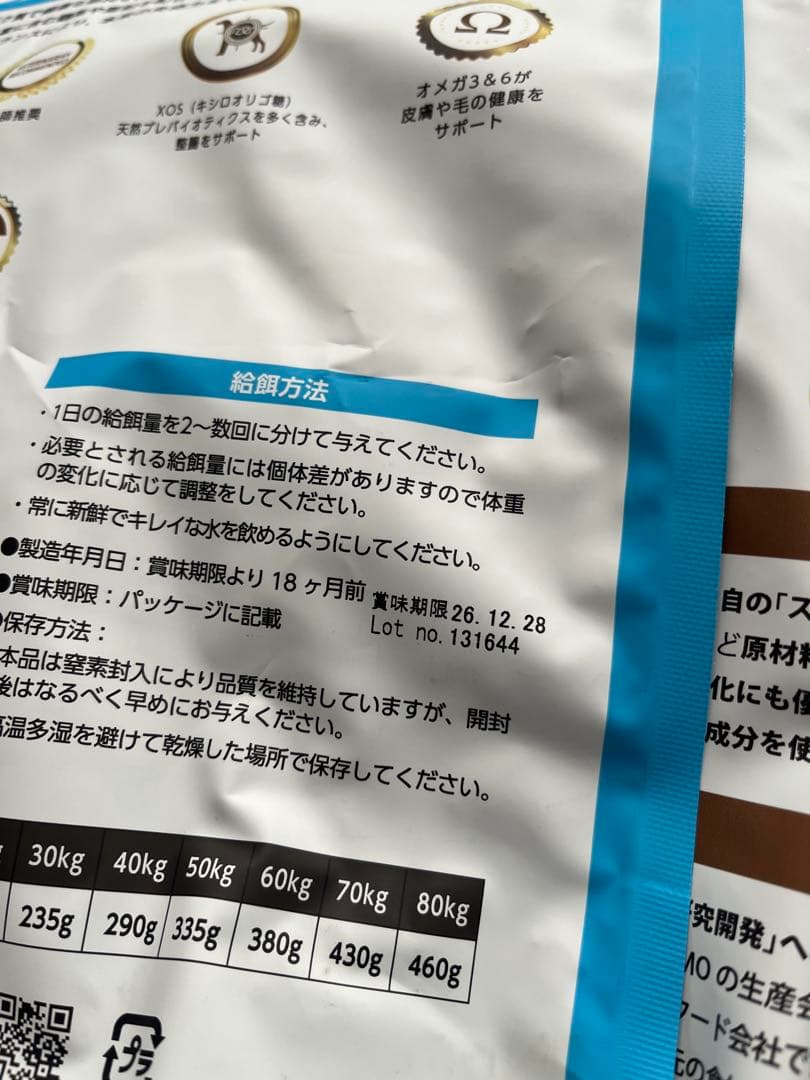 師推奨
XOS（キシロオリゴ糖）
天然プレバイオティクスを多く含み、
整腸をサポート
Ω
オメガ3＆6が
皮膚や毛の健康を
サポート
給餌方法
・1日の給餌量を2〜数回に分けて与えてください。
・必要とされる給餌量には個体差がありますので体重
の変化に応じて調整をしてください。
・常に新鮮でキレイな水を飲めるようにしてください。
●製造年月日：賞味期限より18ヶ月前
●賞味期限：パッケージに記載
賞味期限26.12.28
Lot no.131644
●保存方法：
本品は窒素封入により品質を維持していますが、開封
後はなるべく早めにお与えください。
高温多湿を避けて乾燥した場所で保存してください。
30kg 40kg 50kg 60kg 70kg 80kg
235g 290g 335g 380g 430g 460g
プラ
自の「ス
ど原材料
化にも優
成分を使
究開発」へ
MOの生産会
フード会社で
元の食